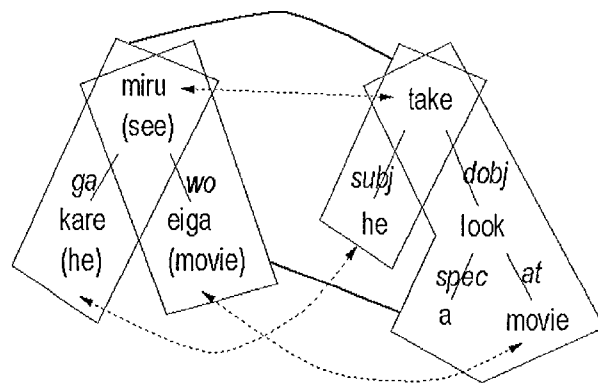 miru
(see)
take
ga
wo
subj
dobj
kare
eiga
he
look
(he)
(movie)
spec
at
a
movie